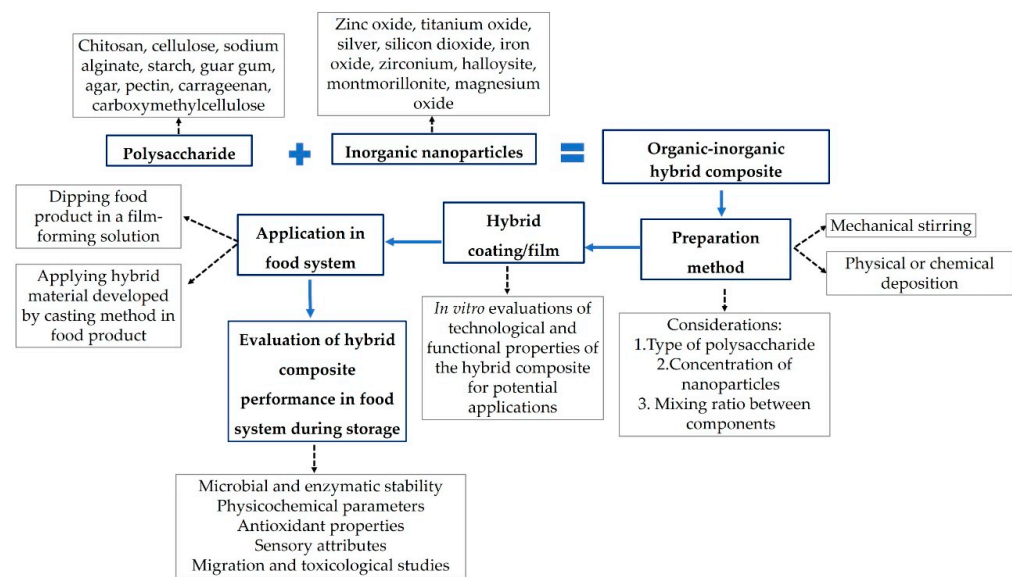 Chitosan, cellulose, sodium
alginate, starch, guar gum,
agar, pectin, carrageenan,
carboxymethylcellulose
Zinc oxide, titanium oxide,
silver, silicon dioxide, iron
oxide, zirconium, halloysite,
montmorillonite, magnesium
oxide
Polysaccharide
+
Inorganic nanoparticles
=
Organic-inorganic
hybrid composite
Dipping food
product in a film-
forming solution
Applying hybrid
material developed
by casting method in
food product
Application in
food system
Hybrid
coating/film
Preparation
method
Mechanical stirring
Physical or chemical
deposition
Evaluation of hybrid
composite
performance in food
system during storage
In vitro evaluations of
technological and
functional properties of
the hybrid composite
for potential
applications
Considerations:
1.Type of polysaccharide
2.Concentration of
nanoparticles
3. Mixing ratio between
components
Microbial and enzymatic stability
Physicochemical parameters
Antioxidant properties
Sensory attributes
Migration and toxicological studies